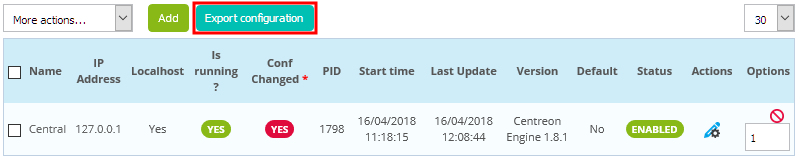 More actions... Add Export configuration 30
Name IP Address Localhost Is running ? Conf Changed * PID Start time Last Update Version Default Status Actions Options
Central 127.0.0.1 Yes YES YES 1798 16/04/2018 11:18:15 16/04/2018 12:08:44 Centreon Engine 1.8.1 No ENABLED 1